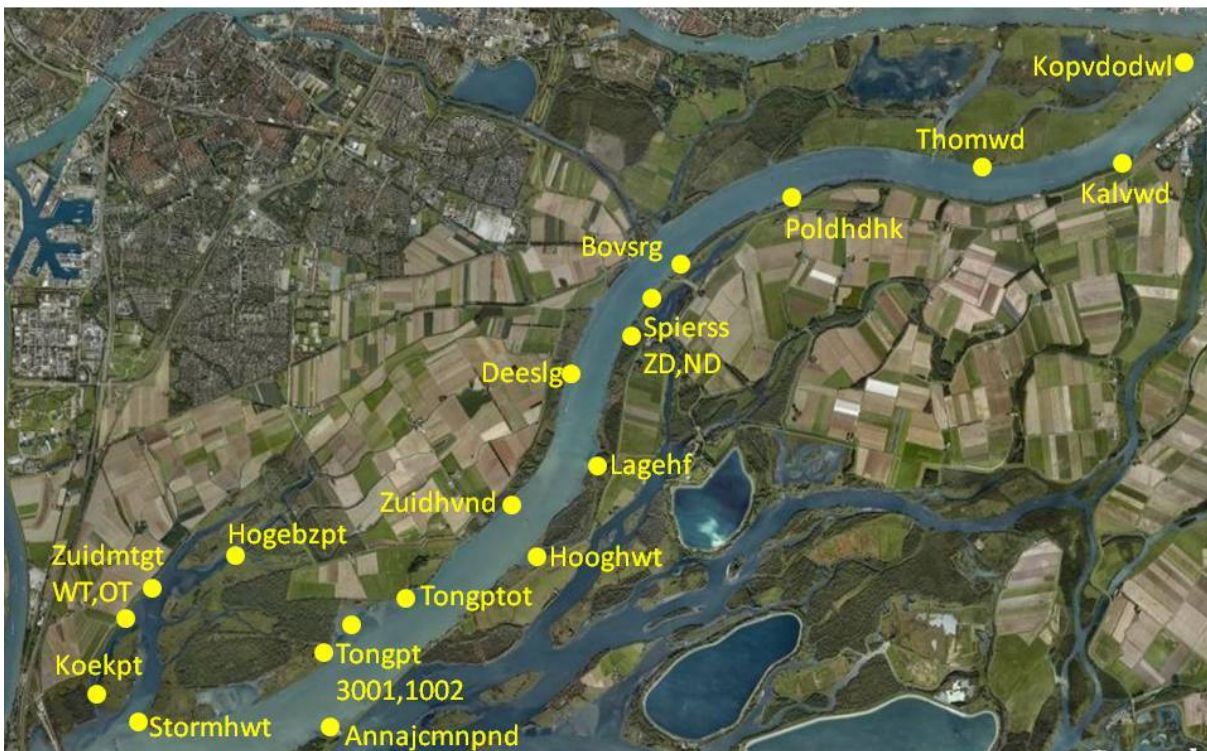 Kopvdodwl
Thomwd
Kalvwd
Poldhdhk
Bovsrg
Spierss
ZD,ND
Deeslg
Lagehf
Zuidhvnd
Hogebzpt
Hooghwt
Zuidmtgt
WT,OT
Tongptot
Koekpt
Tongpt
3001,1002
Stormhwt
Annajcmnpnd